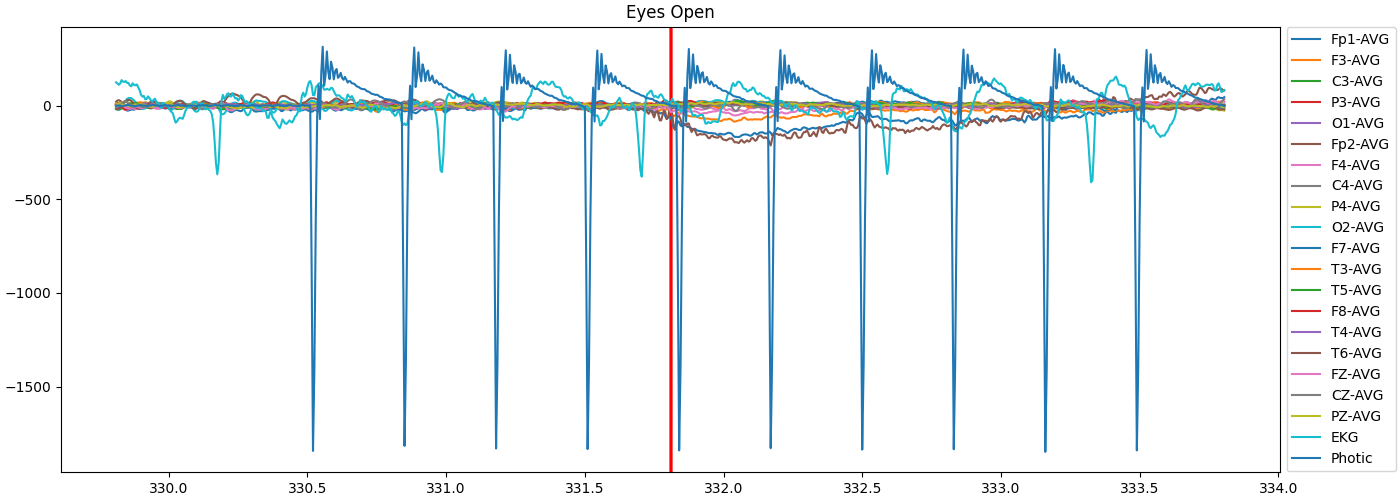 Eyes Open
0
−500
−1000
−1500
330.0
330.5
331.0
331.5
332.0
332.5
333.0
333.5
334.0
Fp1-AVG
F3-AVG
C3-AVG
P3-AVG
O1-AVG
Fp2-AVG
F4-AVG
C4-AVG
P4-AVG
O2-AVG
F7-AVG
T3-AVG
T5-AVG
F8-AVG
T4-AVG
T6-AVG
FZ-AVG
CZ-AVG
PZ-AVG
EKG
Photic